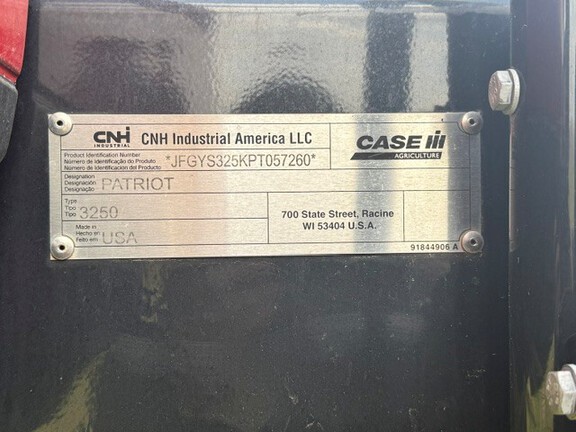 CNH
INDUSTRIAL
CNH Industrial America LLC
CASE IH
AGRICULTURE
Product Identification Number
Número de Identificação do Produto
Número de Identificación del Producto
*JFGYS325KPT057260*
Designation
Designación
Designação
PATRIOT
Type
Tipo
Tipo
3250
Made in
Hecho en
Feito em
USA
700 State Street, Racine
WI 53404 U.S.A.
91844906 A